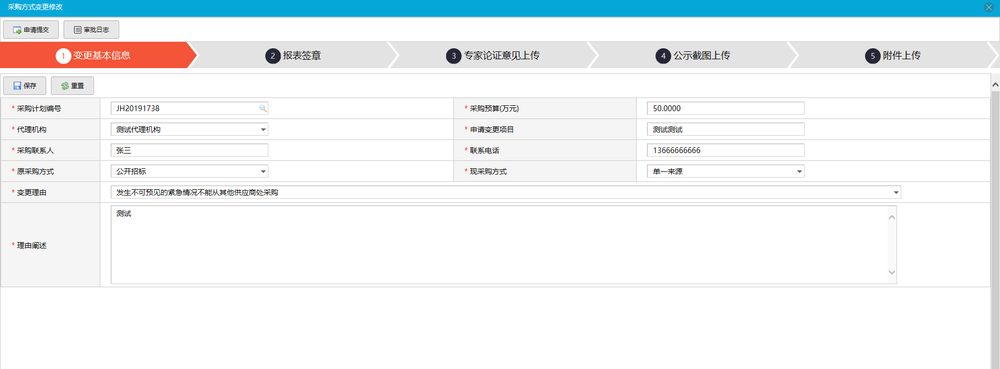 采购方式变更修改
申请提交 审批日志
1 变更基本信息 2 报表签章 3 专家论证意见上传 4 公示截图上传 5 附件上传
保存 重置
* 采购计划编号 JH20191738 * 采购预算(万元) 50.0000
* 代理机构 测试代理机构 * 申请变更项目 测试测试
* 采购联系人 张三 * 联系电话 13666666666
* 原采购方式 公开招标 * 现采购方式 单一来源
* 变更理由 发生不可预见的紧急情况不能从其他供应商处采购
* 理由阐述 测试